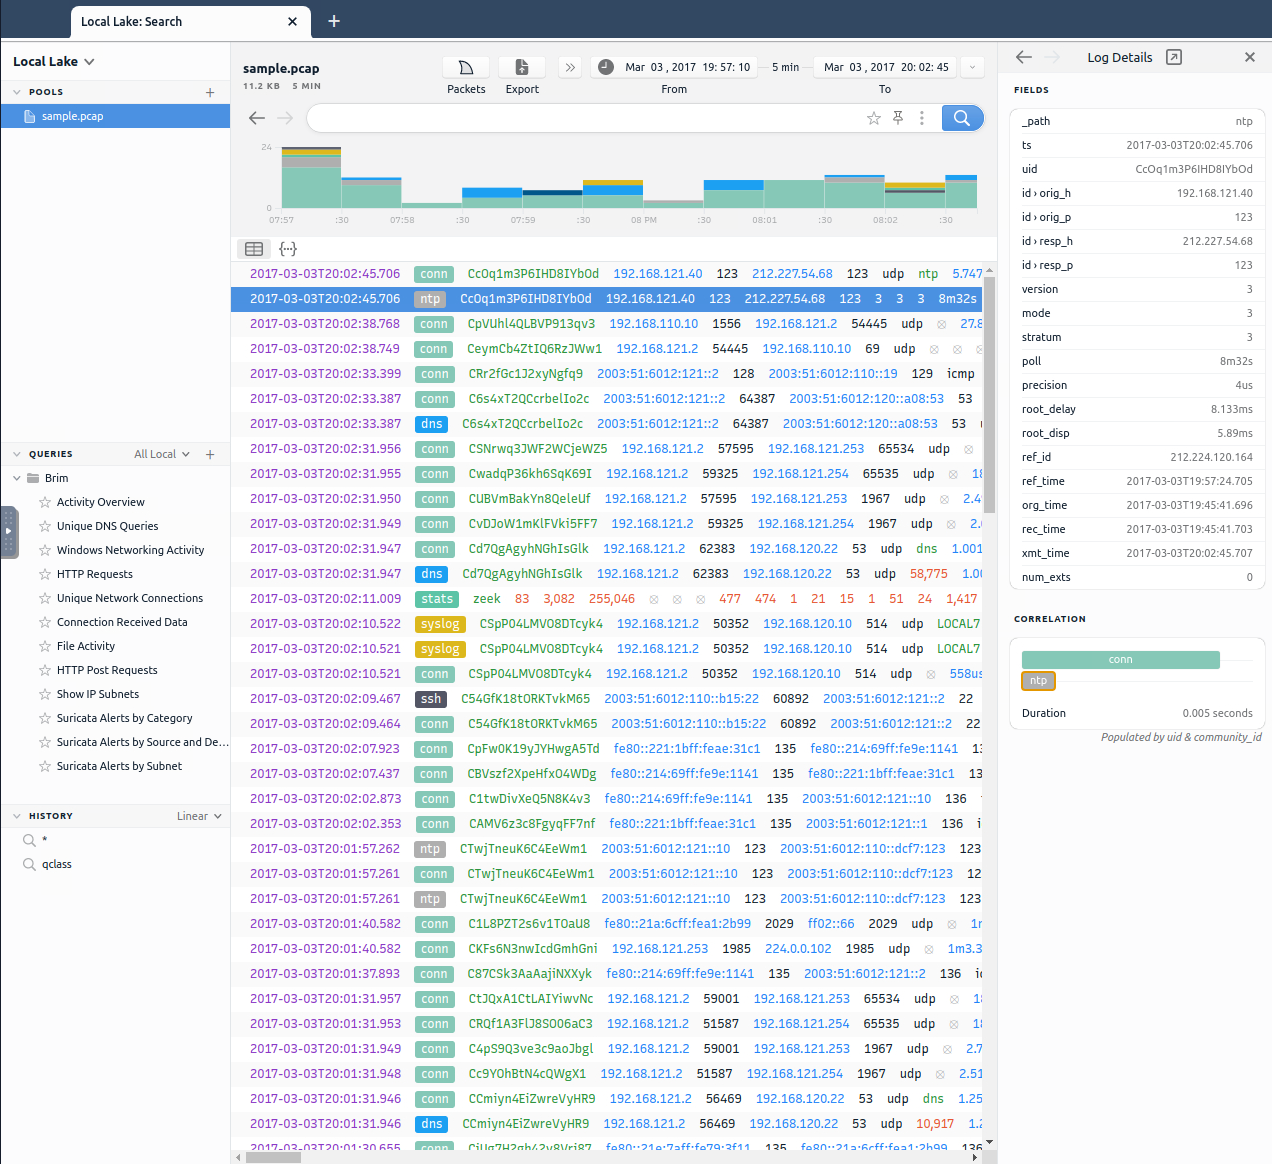 Local Lake: Search
Local Lake
POOLS
sample.pcap
QUERIES All Local
Brim
Activity Overview
Unique DNS Queries
Windows Networking Activity
HTTP Requests
Unique Network Connections
Connection Received Data
File Activity
HTTP Post Requests
Show IP Subnets
Suricata Alerts by Category
Suricata Alerts by Source and De...
Suricata Alerts by Subnet
HISTORY Linear
*
qclass
sample.pcap
11.2 KB 5 MIN
Packets
Export
Mar 03 , 2017 19: 57: 10
From
5 min
Mar 03 , 2017 20: 02: 45
To
24
0
07:57 :30 07:58 :30 07:59 :30 08 PM :30 08:01 :30 08:02 :30
2017-03-03T20:02:45.706 conn CcOq1m3P6IHD8IYbOd 192.168.121.40 123 212.227.54.68 123 udp ntp 5.747
2017-03-03T20:02:45.706 ntp CcOq1m3P6IHD8IYbOd 192.168.121.40 123 212.227.54.68 123 3 3 3 8m32s
2017-03-03T20:02:38.768 conn CpVUhl4QLBVP913qv3 192.168.110.10 1556 192.168.121.2 54445 udp 27.8
2017-03-03T20:02:38.749 conn CeymCb4ZtIQ6RzJWw1 192.168.121.2 54445 192.168.110.10 69 udp
2017-03-03T20:02:33.399 conn CRr2fGc1J2xyNgfq9 2003:51:6012:121::2 128 2003:51:6012:110::19 129 icmp
2017-03-03T20:02:33.387 conn C6s4xT2QCcrbelIo2c 2003:51:6012:121::2 64387 2003:51:6012:120::a08:53 53
2017-03-03T20:02:33.387 dns C6s4xT2QCcrbelIo2c 2003:51:6012:121::2 64387 2003:51:6012:120::a08:53 53
2017-03-03T20:02:31.956 conn CSNrwq3JWF2WCjeWZ5 192.168.121.2 57595 192.168.121.253 65534 udp
2017-03-03T20:02:31.955 conn CwadqP36kh6SqK69I 192.168.121.2 59325 192.168.121.254 65535 udp 18
2017-03-03T20:02:31.950 conn CUBVmBakYn8QeleUf 192.168.121.2 57595 192.168.121.253 1967 udp 2.4
2017-03-03T20:02:31.949 conn CvDJoW1mKlFVki5FF7 192.168.121.2 59325 192.168.121.254 1967 udp 2.
2017-03-03T20:02:31.947 conn Cd7QgAgyhNGhIsGlk 192.168.121.2 62383 192.168.120.22 53 udp dns 1.001
2017-03-03T20:02:31.947 dns Cd7QgAgyhNGhIsGlk 192.168.121.2 62383 192.168.120.22 53 udp 58,775 1.00
2017-03-03T20:02:11.009 stats zeek 83 3,082 255,046 477 474 1 21 15 1 51 24 1,417
2017-03-03T20:02:10.522 syslog CSpP04LMVO8DTcyk4 192.168.121.2 50352 192.168.120.10 514 udp LOCAL7
2017-03-03T20:02:10.521 syslog CSpP04LMVO8DTcyk4 192.168.121.2 50352 192.168.120.10 514 udp LOCAL7
2017-03-03T20:02:10.521 conn CSpP04LMVO8DTcyk4 192.168.121.2 50352 192.168.120.10 514 udp 558us
2017-03-03T20:02:09.467 ssh C54GfK18tORKTvkM65 2003:51:6012:110::b15:22 60892 2003:51:6012:121::2 22
2017-03-03T20:02:09.464 conn C54GfK18tORKTvkM65 2003:51:6012:110::b15:22 60892 2003:51:6012:121::2 22
2017-03-03T20:02:07.923 conn CpFw0K19yJYHwgA5Td fe80::221:1bff:feae:31c1 135 fe80::214:69ff:fe9e:1141 13
2017-03-03T20:02:07.437 conn CBVszf2XpeHfxO4WDg fe80::214:69ff:fe9e:1141 135 fe80::221:1bff:feae:31c1 13
2017-03-03T20:02:02.873 conn C1twDivXeQ5N8K4v3 fe80::214:69ff:fe9e:1141 135 2003:51:6012:121::10 136
2017-03-03T20:02:02.353 conn CAMV6z3c8FgyqFF7nf fe80::221:1bff:feae:31c1 135 2003:51:6012:121::1 136 i
2017-03-03T20:01:57.262 ntp CTwjTneuK6C4EeWm1 2003:51:6012:121::10 123 2003:51:6012:110::dcf7:123 123
2017-03-03T20:01:57.261 conn CTwjTneuK6C4EeWm1 2003:51:6012:121::10 123 2003:51:6012:110::dcf7:123 12
2017-03-03T20:01:57.261 ntp CTwjTneuK6C4EeWm1 2003:51:6012:121::10 123 2003:51:6012:110::dcf7:123 123
2017-03-03T20:01:40.582 conn C1L8PZT2s6v1TOaU8 fe80::21a:6cff:fea1:2b99 2029 ff02::66 2029 udp 1m
2017-03-03T20:01:40.582 conn CKFs6N3nwIcdGmhGni 192.168.121.253 1985 224.0.0.102 1985 udp 1m3.3
2017-03-03T20:01:37.893 conn C87CSk3AaAajiNXXyk fe80::214:69ff:fe9e:1141 135 2003:51:6012:121::2 136 i
2017-03-03T20:01:31.957 conn CtJQxA1CtLAIYiwvNc 192.168.121.2 59001 192.168.121.253 65534 udp 18
2017-03-03T20:01:31.953 conn CRQf1A3FlJ8SO06aC3 192.168.121.2 51587 192.168.121.254 65535 udp 18
2017-03-03T20:01:31.949 conn C4pS9Q3ve3c9aoJbgl 192.168.121.2 59001 192.168.121.253 1967 udp 2.7
2017-03-03T20:01:31.948 conn Cc9YOhBtN4cQWgX1 192.168.121.2 51587 192.168.121.254 1967 udp 2.51
2017-03-03T20:01:31.946 conn CCmiyn4EiZwreVyHR9 192.168.121.2 56469 192.168.120.22 53 udp dns 1.25
2017-03-03T20:01:31.946 dns CCmiyn4EiZwreVyHR9 192.168.121.2 56469 192.168.120.22 53 udp 10,917 1.2
2017-03-03T20:01:30.655 conn fe80::21e:7aff:fe79:3f11 135 fe80::21a:6cff:fea1:2b99 136
Log Details
FIELDS
_path ntp
ts 2017-03-03T20:02:45.706
uid CcOq1m3P6IHD8IYbOd
id › orig_h 192.168.121.40
id › orig_p 123
id › resp_h 212.227.54.68
id › resp_p 123
version 3
mode 3
stratum 3
poll 8m32s
precision 4us
root_delay 8.133ms
root_disp 5.89ms
ref_id 212.224.120.164
ref_time 2017-03-03T19:57:24.705
org_time 2017-03-03T19:45:41.696
rec_time 2017-03-03T19:45:41.703
xmt_time 2017-03-03T20:02:45.707
num_exts 0
CORRELATION
conn
ntp
Duration 0.005 seconds
Populated by uid & community_id